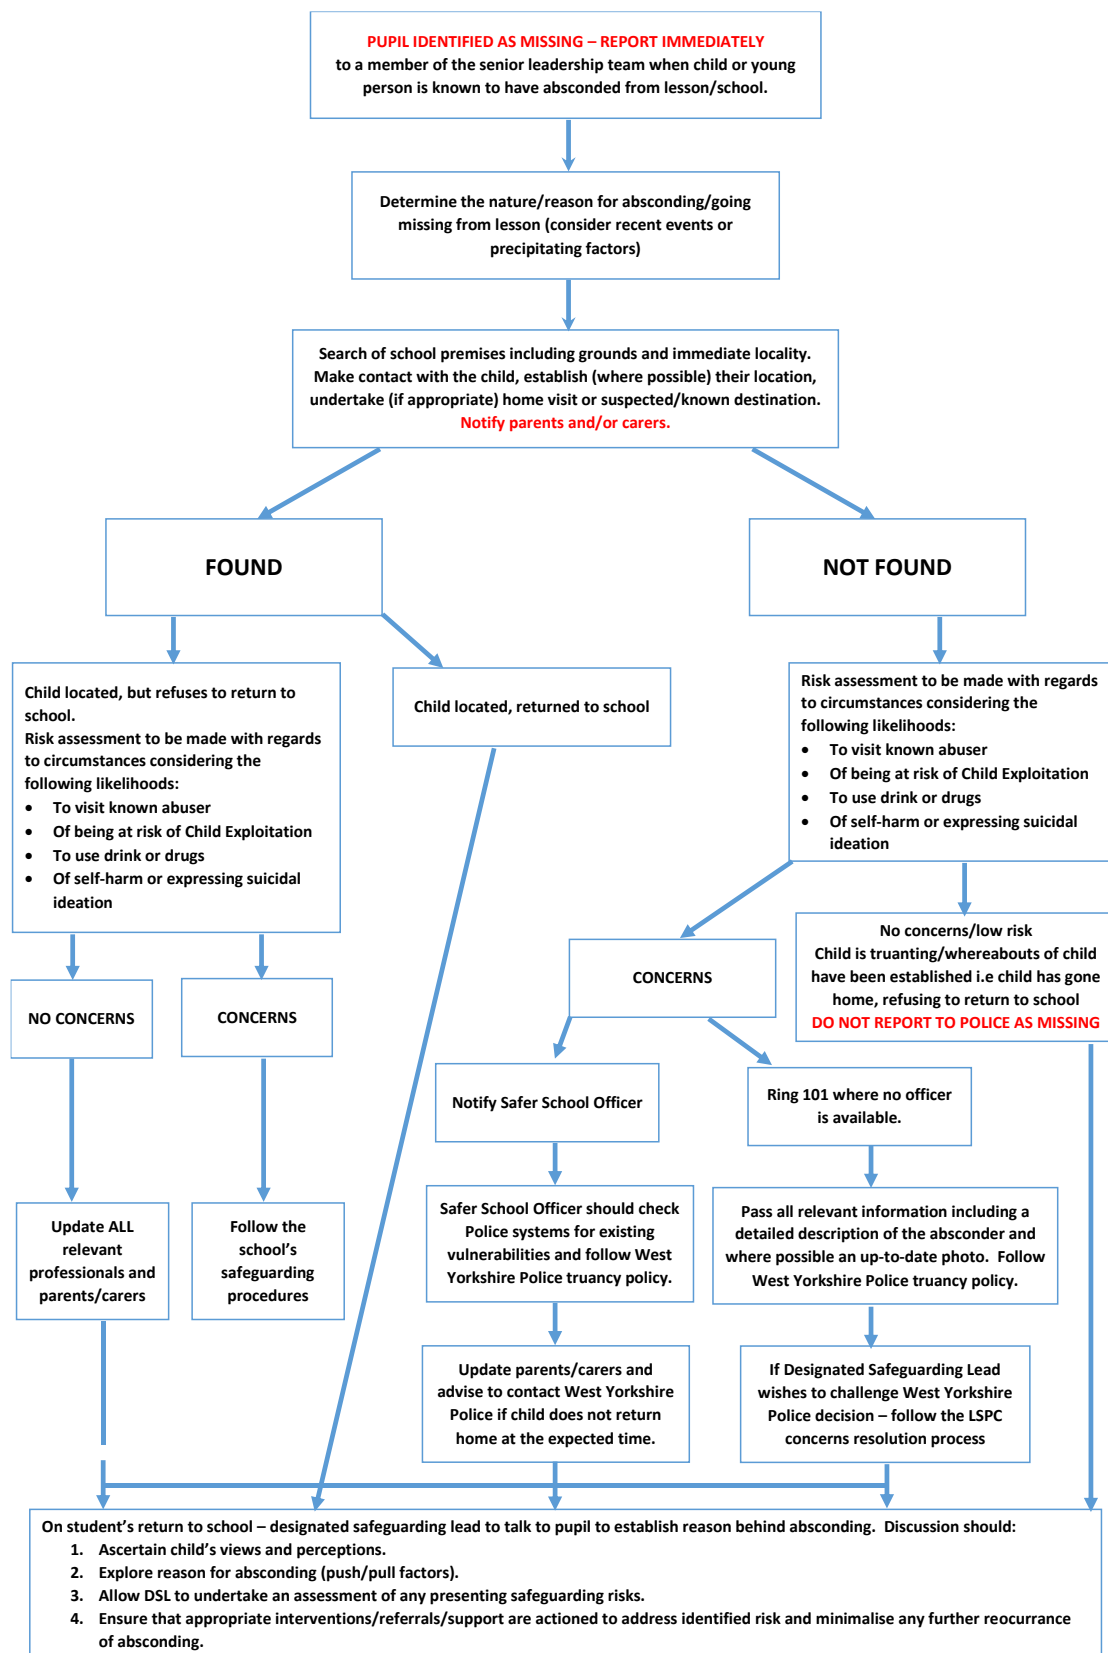 PUPIL IDENTIFIED AS MISSING – REPORT IMMEDIATELY
to a member of the senior leadership team when child or young
person is known to have absconded from lesson/school.
Determine the nature/reason for absconding/going
missing from lesson (consider recent events or
precipitating factors)
Search of school premises including grounds and immediate locality.
Make contact with the child, establish (where possible) their location,
undertake (if appropriate) home visit or suspected/known destination.
Notify parents and/or carers.
FOUND
NOT FOUND
Child located, but refuses to return to
school.
Risk assessment to be made with regards
to circumstances considering the
following likelihoods:
• To visit known abuser
• Of being at risk of Child Exploitation
• To use drink or drugs
• Of self-harm or expressing suicidal
ideation
Child located, returned to school
Risk assessment to be made with regards
to circumstances considering the
following likelihoods:
• To visit known abuser
• Of being at risk of Child Exploitation
• To use drink or drugs
• Of self-harm or expressing suicidal
ideation
NO CONCERNS
CONCERNS
CONCERNS
No concerns/low risk
Child is truanting/whereabouts of child
have been established i.e child has gone
home, refusing to return to school
DO NOT REPORT TO POLICE AS MISSING
Notify Safer School Officer
Ring 101 where no officer
is available.
Update ALL
relevant
professionals and
parents/carers
Follow the
school's
safeguarding
procedures
Safer School Officer should check
Police systems for existing
vulnerabilities and follow West
Yorkshire Police truancy policy.
Pass all relevant information including a
detailed description of the absconder and
where possible an up-to-date photo.  Follow
West Yorkshire Police truancy policy.
Update parents/carers and
advise to contact West Yorkshire
Police if child does not return
home at the expected time.
If Designated Safeguarding Lead
wishes to challenge West Yorkshire
Police decision – follow the LSPC
concerns resolution process
On student's return to school – designated safeguarding lead to talk to pupil to establish reason behind absconding.  Discussion should:
1. Ascertain child's views and perceptions.
2. Explore reason for absconding (push/pull factors).
3. Allow DSL to undertake an assessment of any presenting safeguarding risks.
4. Ensure that appropriate interventions/referrals/support are actioned to address identified risk and minimalise any further reocurrance
of absconding.